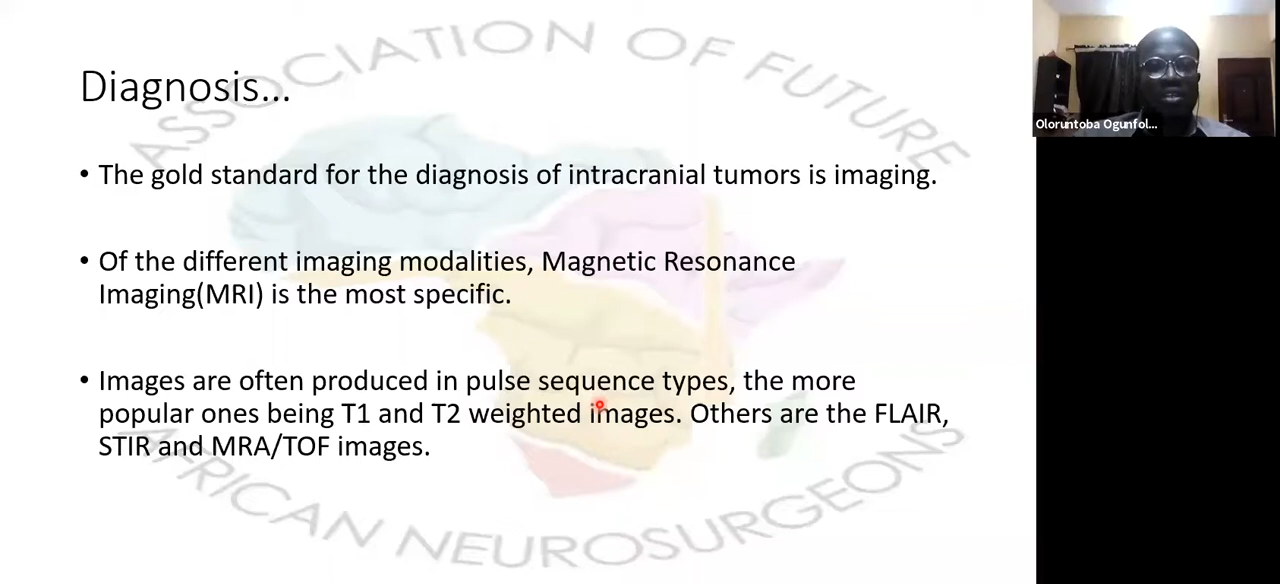 ASSOCIATION OF FUTURE
Diagnosis...
• The gold standard for the diagnosis of intracranial tumors is imaging.
• Of the different imaging modalities, Magnetic Resonance
Imaging(MRI) is the most specific.
• Images are often produced in pulse sequence types, the more
popular ones being T1 and T2 weighted images. Others are the FLAIR,
STIR and MRA/TOF images.
AFRICAN NEUROSURGEONS
Oloruntoba Ogunfol...